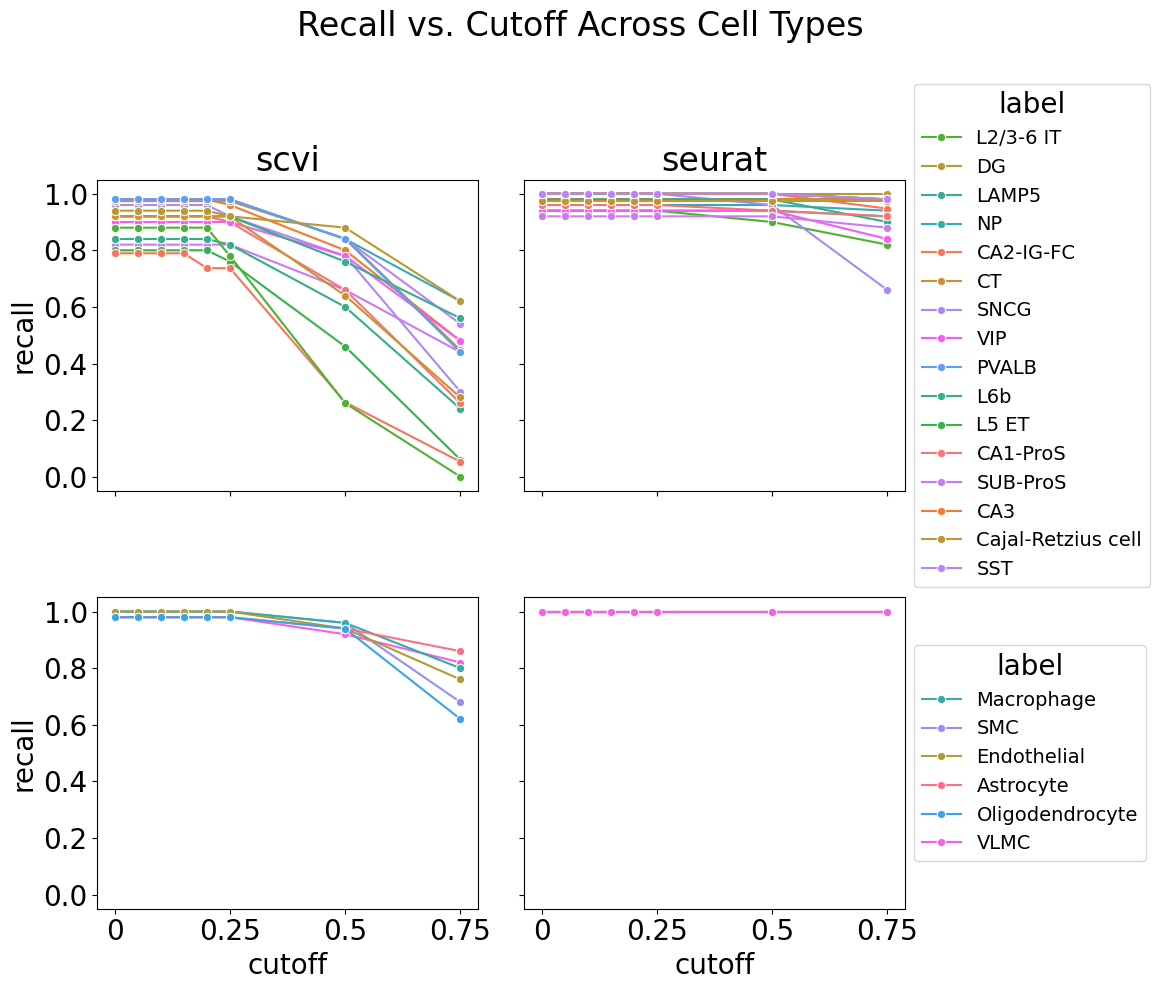 Recall vs. Cutoff Across Cell Types
scvi
seurat
recall
1.0
0.8
0.6
0.4
0.2
0.0
label
L2/3-6 IT
DG
LAMP5
NP
CA2-IG-FC
CT
SNCG
VIP
PVALB
L6b
L5 ET
CA1-ProS
SUB-ProS
CA3
Cajal-Retzius cell
SST
recall
1.0
0.8
0.6
0.4
0.2
0.0
0 0.25 0.5 0.75
cutoff
0 0.25 0.5 0.75
cutoff
label
Macrophage
SMC
Endothelial
Astrocyte
Oligodendrocyte
VLMC